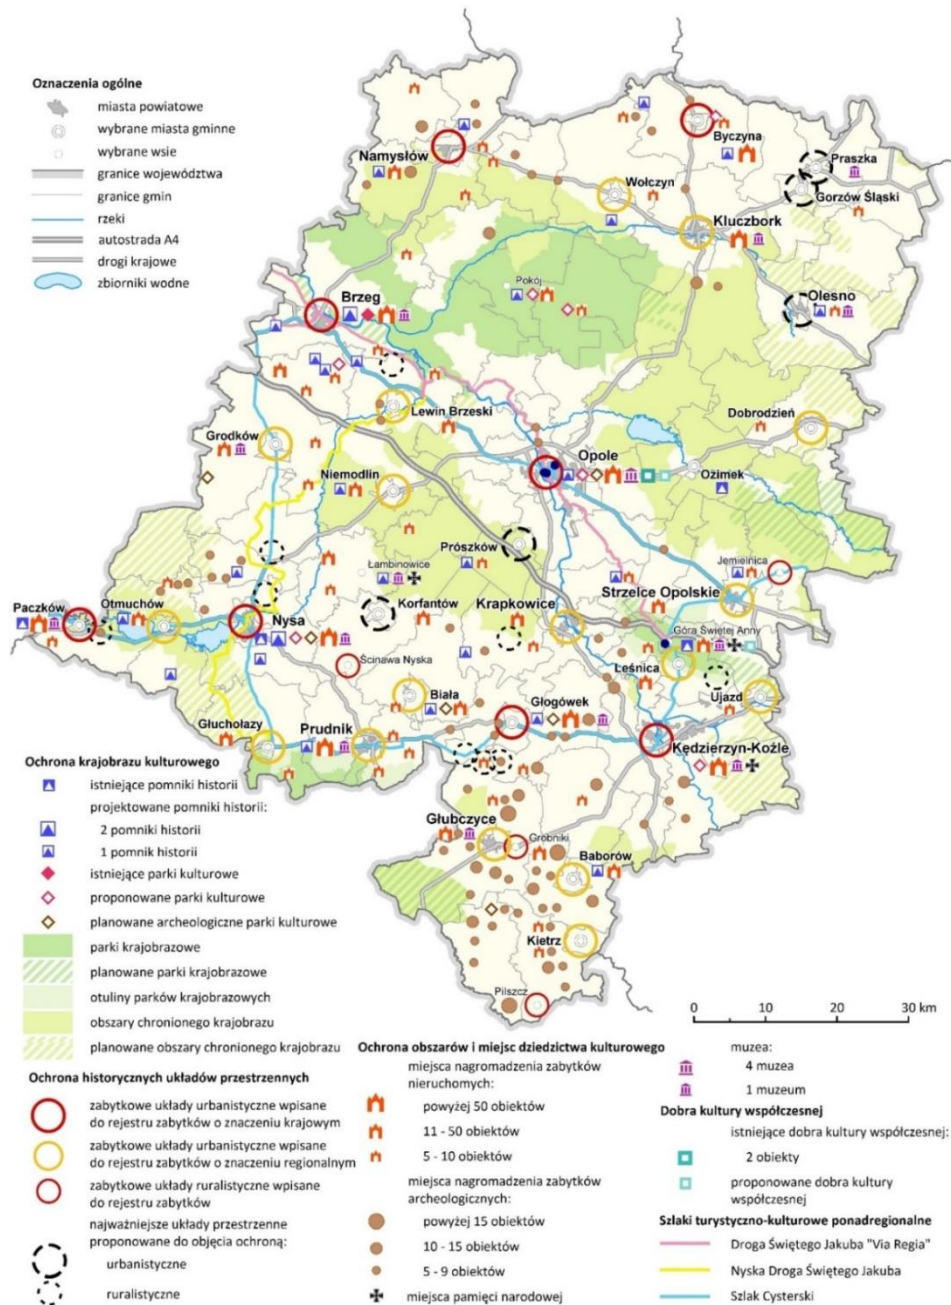 Oznaczenia ogólne
miasta powiatowe
wybrane miasta gminne
wybrane wsie
granice województwa
granice gmin
rzeki
autostrada A4
drogi krajowe
zbiorniki wodne
Byczyna
Namysłów
Praszka
Wołczyn
Gorzów Śląski
Kluczbork
Pokój
Brzeg
Olesno
Lewin Brzeski
Dobrodzień
Grodków
Opole
Niemodlin
Ozimek
Prószków
Łambinowice
Jemielnica
Paczków
Otmuchów
Korfantów
Krapkowice
Strzelce Opolskie
Nysa
Góra Świętej Anny
Ścinawa Nyska
Leśnica
Biała
Głogówek
Ujazd
Głuchołazy
Prudnik
Kędzierzyn-Koźle
Głubczyce
Grobniki
Baborów
Kietrz
Pilszcz
0 10 20 30 km
Ochrona krajobrazu kulturowego
istniejące pomniki historii
projektowane pomniki historii:
2 pomniki historii
1 pomnik historii
istniejące parki kulturowe
proponowane parki kulturowe
planowane archeologiczne parki kulturowe
parki krajobrazowe
planowane parki krajobrazowe
otuliny parków krajobrazowych
obszary chronionego krajobrazu
planowane obszary chronionego krajobrazu
Ochrona historycznych układów przestrzennych
zabytkowe układy urbanistyczne wpisane
do rejestru zabytków o znaczeniu krajowym
zabytkowe układy urbanistyczne wpisane
do rejestru zabytków o znaczeniu regionalnym
zabytkowe układy ruralistyczne wpisane
do rejestru zabytków
najważniejsze układy przestrzenne
proponowane do objęcia ochroną:
urbanistyczne
ruralistyczne
Ochrona obszarów i miejsc dziedzictwa kulturowego
miejsca nagromadzenia zabytków
nieruchomych:
powyżej 50 obiektów
11 - 50 obiektów
5 - 10 obiektów
miejsca nagromadzenia zabytków
archeologicznych:
powyżej 15 obiektów
10 - 15 obiektów
5 - 9 obiektów
miejsca pamięci narodowej
muzea:
4 muzea
1 muzeum
Dobra kultury współczesnej
istniejące dobra kultury współczesnej:
2 obiekty
proponowane dobra kultury
współczesnej
Szlaki turystyczno-kulturowe ponadregionalne
Droga Świętego Jakuba "Via Regia"
Nyska Droga Świętego Jakuba
Szlak Cysterski